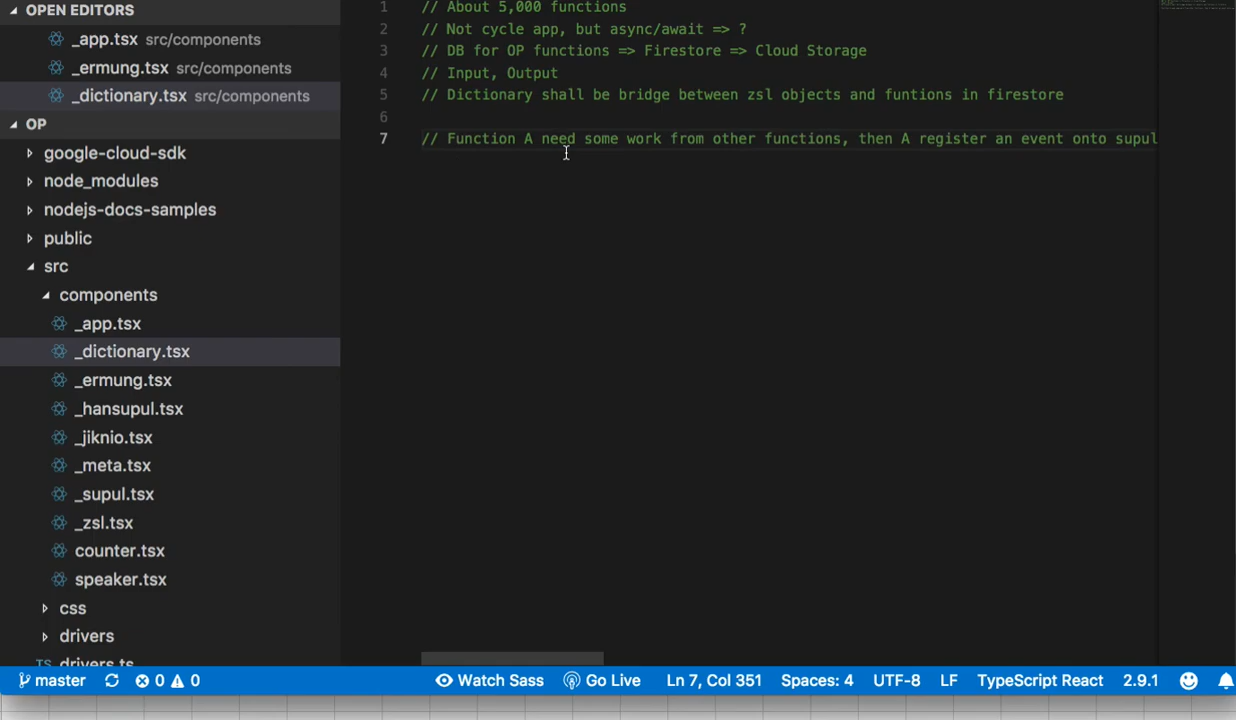 OPEN EDITORS
_app.tsx src/components
_ermung.tsx src/components
_dictionary.tsx src/components
OP
google-cloud-sdk
node_modules
nodejs-docs-samples
public
src
components
_app.tsx
_dictionary.tsx
_ermung.tsx
_hansupul.tsx
_jiknio.tsx
_meta.tsx
_supul.tsx
_zsl.tsx
counter.tsx
speaker.tsx
css
drivers
TS drivers.ts
1 // About 5,000 functions
2 // Not cycle app, but async/await => ?
3 // DB for OP functions => Firestore => Cloud Storage
4 // Input, Output
5 // Dictionary shall be bridge between zsl objects and funtions in firestore
6
7 // Function A need some work from other functions, then A register an event onto supul
master 0 0 Watch Sass Go Live Ln 7, Col 351 Spaces: 4 UTF-8 LF TypeScript React 2.9.1